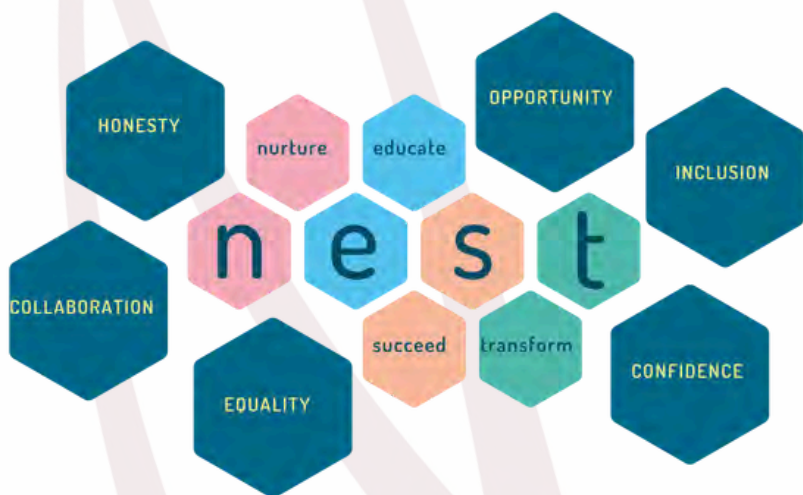 OPPORTUNITY
HONESTY
nurture
educate
INCLUSION
n e s t
COLLABORATION
succeed
transform
CONFIDENCE
EQUALITY